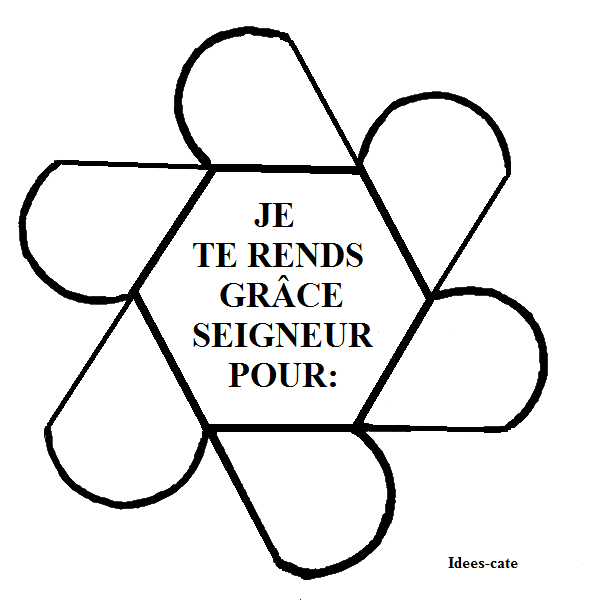 JE
TE RENDS
GRÂCE
SEIGNEUR
POUR:
Idees-cate